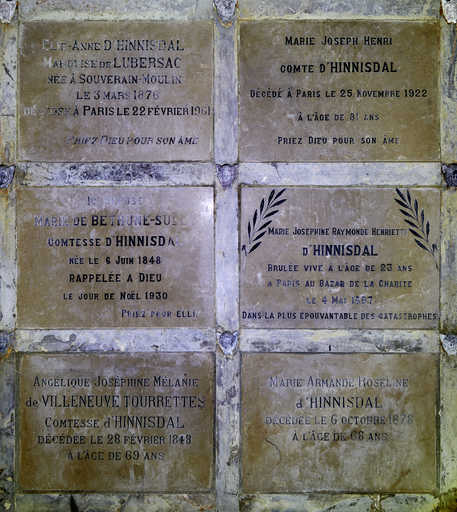 D'HINNISDAL
MARQUISE DE LUBERSAC
NÉE À SOUVERAIN-MOULIN
LE 3 MARS 1876
DÉCÉDÉE À PARIS LE 22 FÉVRIER 1961
PRIEZ DIEU POUR SON ÂME
MARIE JOSEPH HENRI
COMTE D'HINNISDAL
DÉCÉDÉ À PARIS LE 25 NOVEMBRE 1922
À L'ÂGE DE 81 ANS
PRIEZ DIEU POUR SON ÂME
MARIE DE BETHUNE-SULLY
COMTESSE D'HINNISDAL
NÉE LE 6 JUIN 1848
RAPPELÉE A DIEU
LE JOUR DE NOËL 1930
PRIEZ POUR ELLE
MARIE JOSEPHINE RAYMONDE HENRIETTE
D'HINNISDAL
BRULÉE VIVE À L'ÂGE DE 23 ANS
A PARIS AU BAZAR DE LA CHARITÉ
LE 4 MAI 1897
DANS LA PLUS ÉPOUVANTABLE DES CATASTROPHES
ANGÉLIQUE JOSÉPHINE MÉLANIE
de VILLENEUVE TOURRETTES
COMTESSE D'HINNISDAL
DÉCÉDÉE LE 28 FÉVRIER 1848
À L'ÂGE DE 69 ANS
MARIE ARMANDE ROSELINE
d'HINNISDAL
DÉCÉDÉE LE 6 OCTOBRE 1878
À L'ÂGE DE 66 ANS